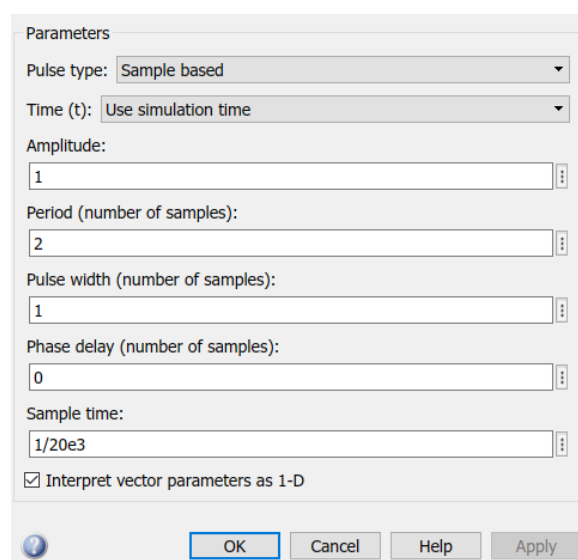 Parameters
Pulse type: Sample based
Time (t): Use simulation time
Amplitude:
1
Period (number of samples):
2
Pulse width (number of samples):
1
Phase delay (number of samples):
0
Sample time:
1/20e3
Interpret vector parameters as 1-D
? OK Cancel Help Apply